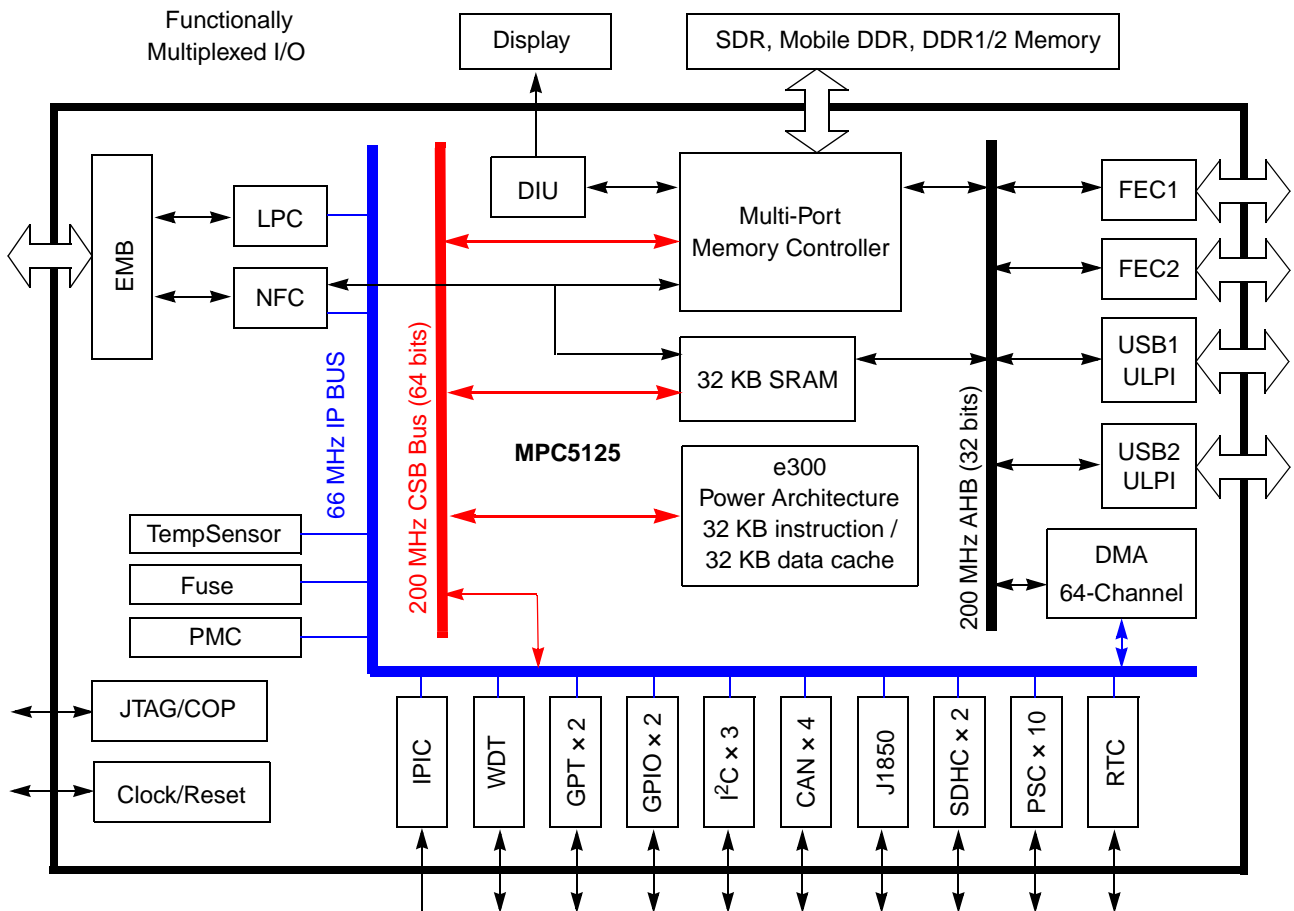 Functionally
Multiplexed I/O
Display
SDR, Mobile DDR, DDR1/2 Memory
EMB
LPC
NFC
DIU
Multi-Port
Memory Controller
FEC1
FEC2
USB1
ULPI
USB2
ULPI
32 KB SRAM
66 MHz IP BUS
200 MHz CSB Bus (64 bits)
MPC5125
200 MHz AHB (32 bits)
e300
Power Architecture
32 KB instruction /
32 KB data cache
TempSensor
Fuse
PMC
DMA
64-Channel
JTAG/COP
Clock/Reset
IPIC
WDT
GPT × 2
GPIO × 2
I²C × 3
CAN × 4
J1850
SDHC × 2
PSC × 10
RTC